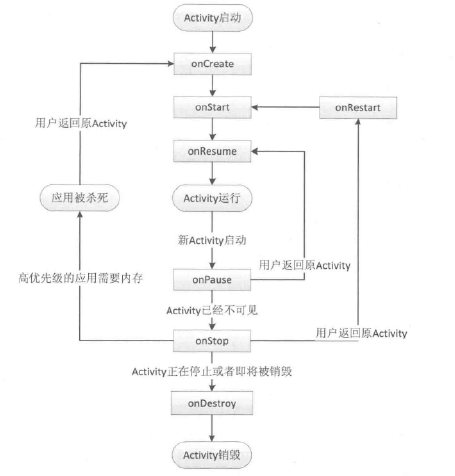 Activity启动
onCreate
onStart
onRestart
用户返回原Activity
onResume
应用被杀死
Activity运行
新Activity启动
用户返回原Activity
高优先级的应用需要内存
onPause
Activity已经不可见
用户返回原Activity
onStop
Activity正在停止或者即将被销毁
onDestroy
Activity销毁